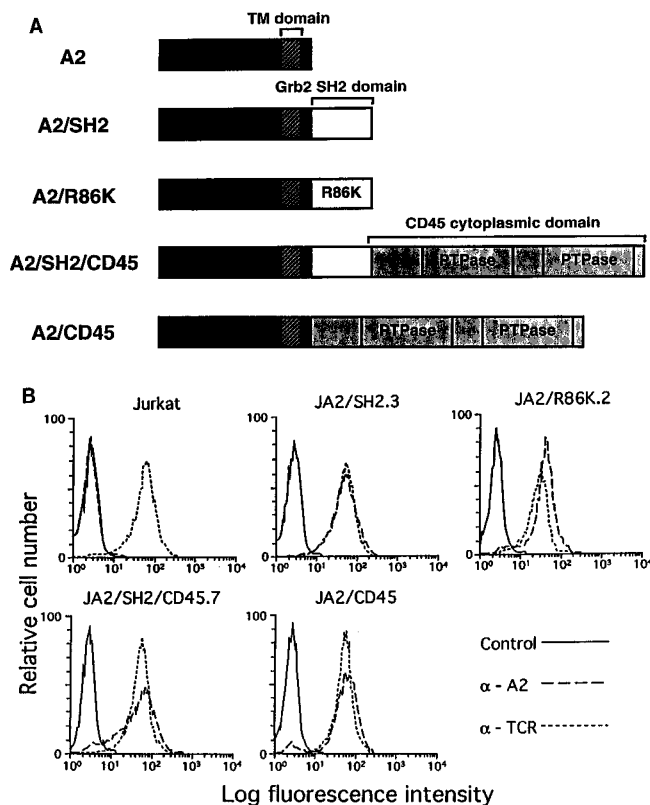 A
TM domain
A2
Grb2 SH2 domain
A2/SH2
A2/R86K
R86K
CD45 cytoplasmic domain
A2/SH2/CD45
PTPase
PTPase
A2/CD45
PTPase
PTPase
B
Jurkat
JA2/SH2.3
JA2/R86K.2
100
0
10⁰ 10¹ 10² 10³ 10⁴
100
0
10⁰ 10¹ 10² 10³ 10⁴
100
0
10⁰ 10¹ 10² 10³ 10⁴
JA2/SH2/CD45.7
JA2/CD45
100
0
10⁰ 10¹ 10² 10³ 10⁴
100
0
10⁰ 10¹ 10² 10³ 10⁴
Control
α - A2
α - TCR
Relative cell number
Log fluorescence intensity